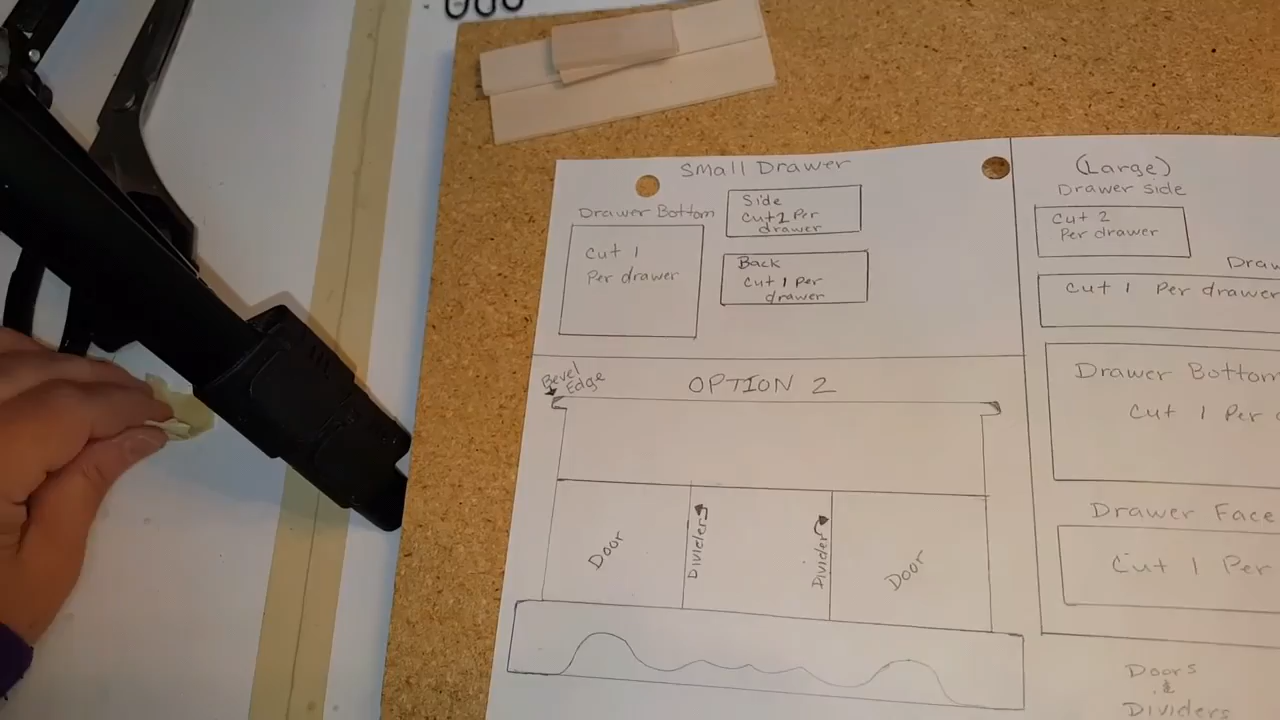 Small Drawer
Drawer Bottom
Cut 1
Per drawer
Side
Cut 2 Per
drawer
Back
Cut 1 Per
drawer
(Large)
Drawer side
Cut 2
Per drawer
Cut 1 Per drawer
Drawer Bottom
Cut 1 Per
Drawer Face
Cut 1 Per
Bevel
Edge
OPTION 2
Door
Divider
Divider
Door
Doors
&
Dividers